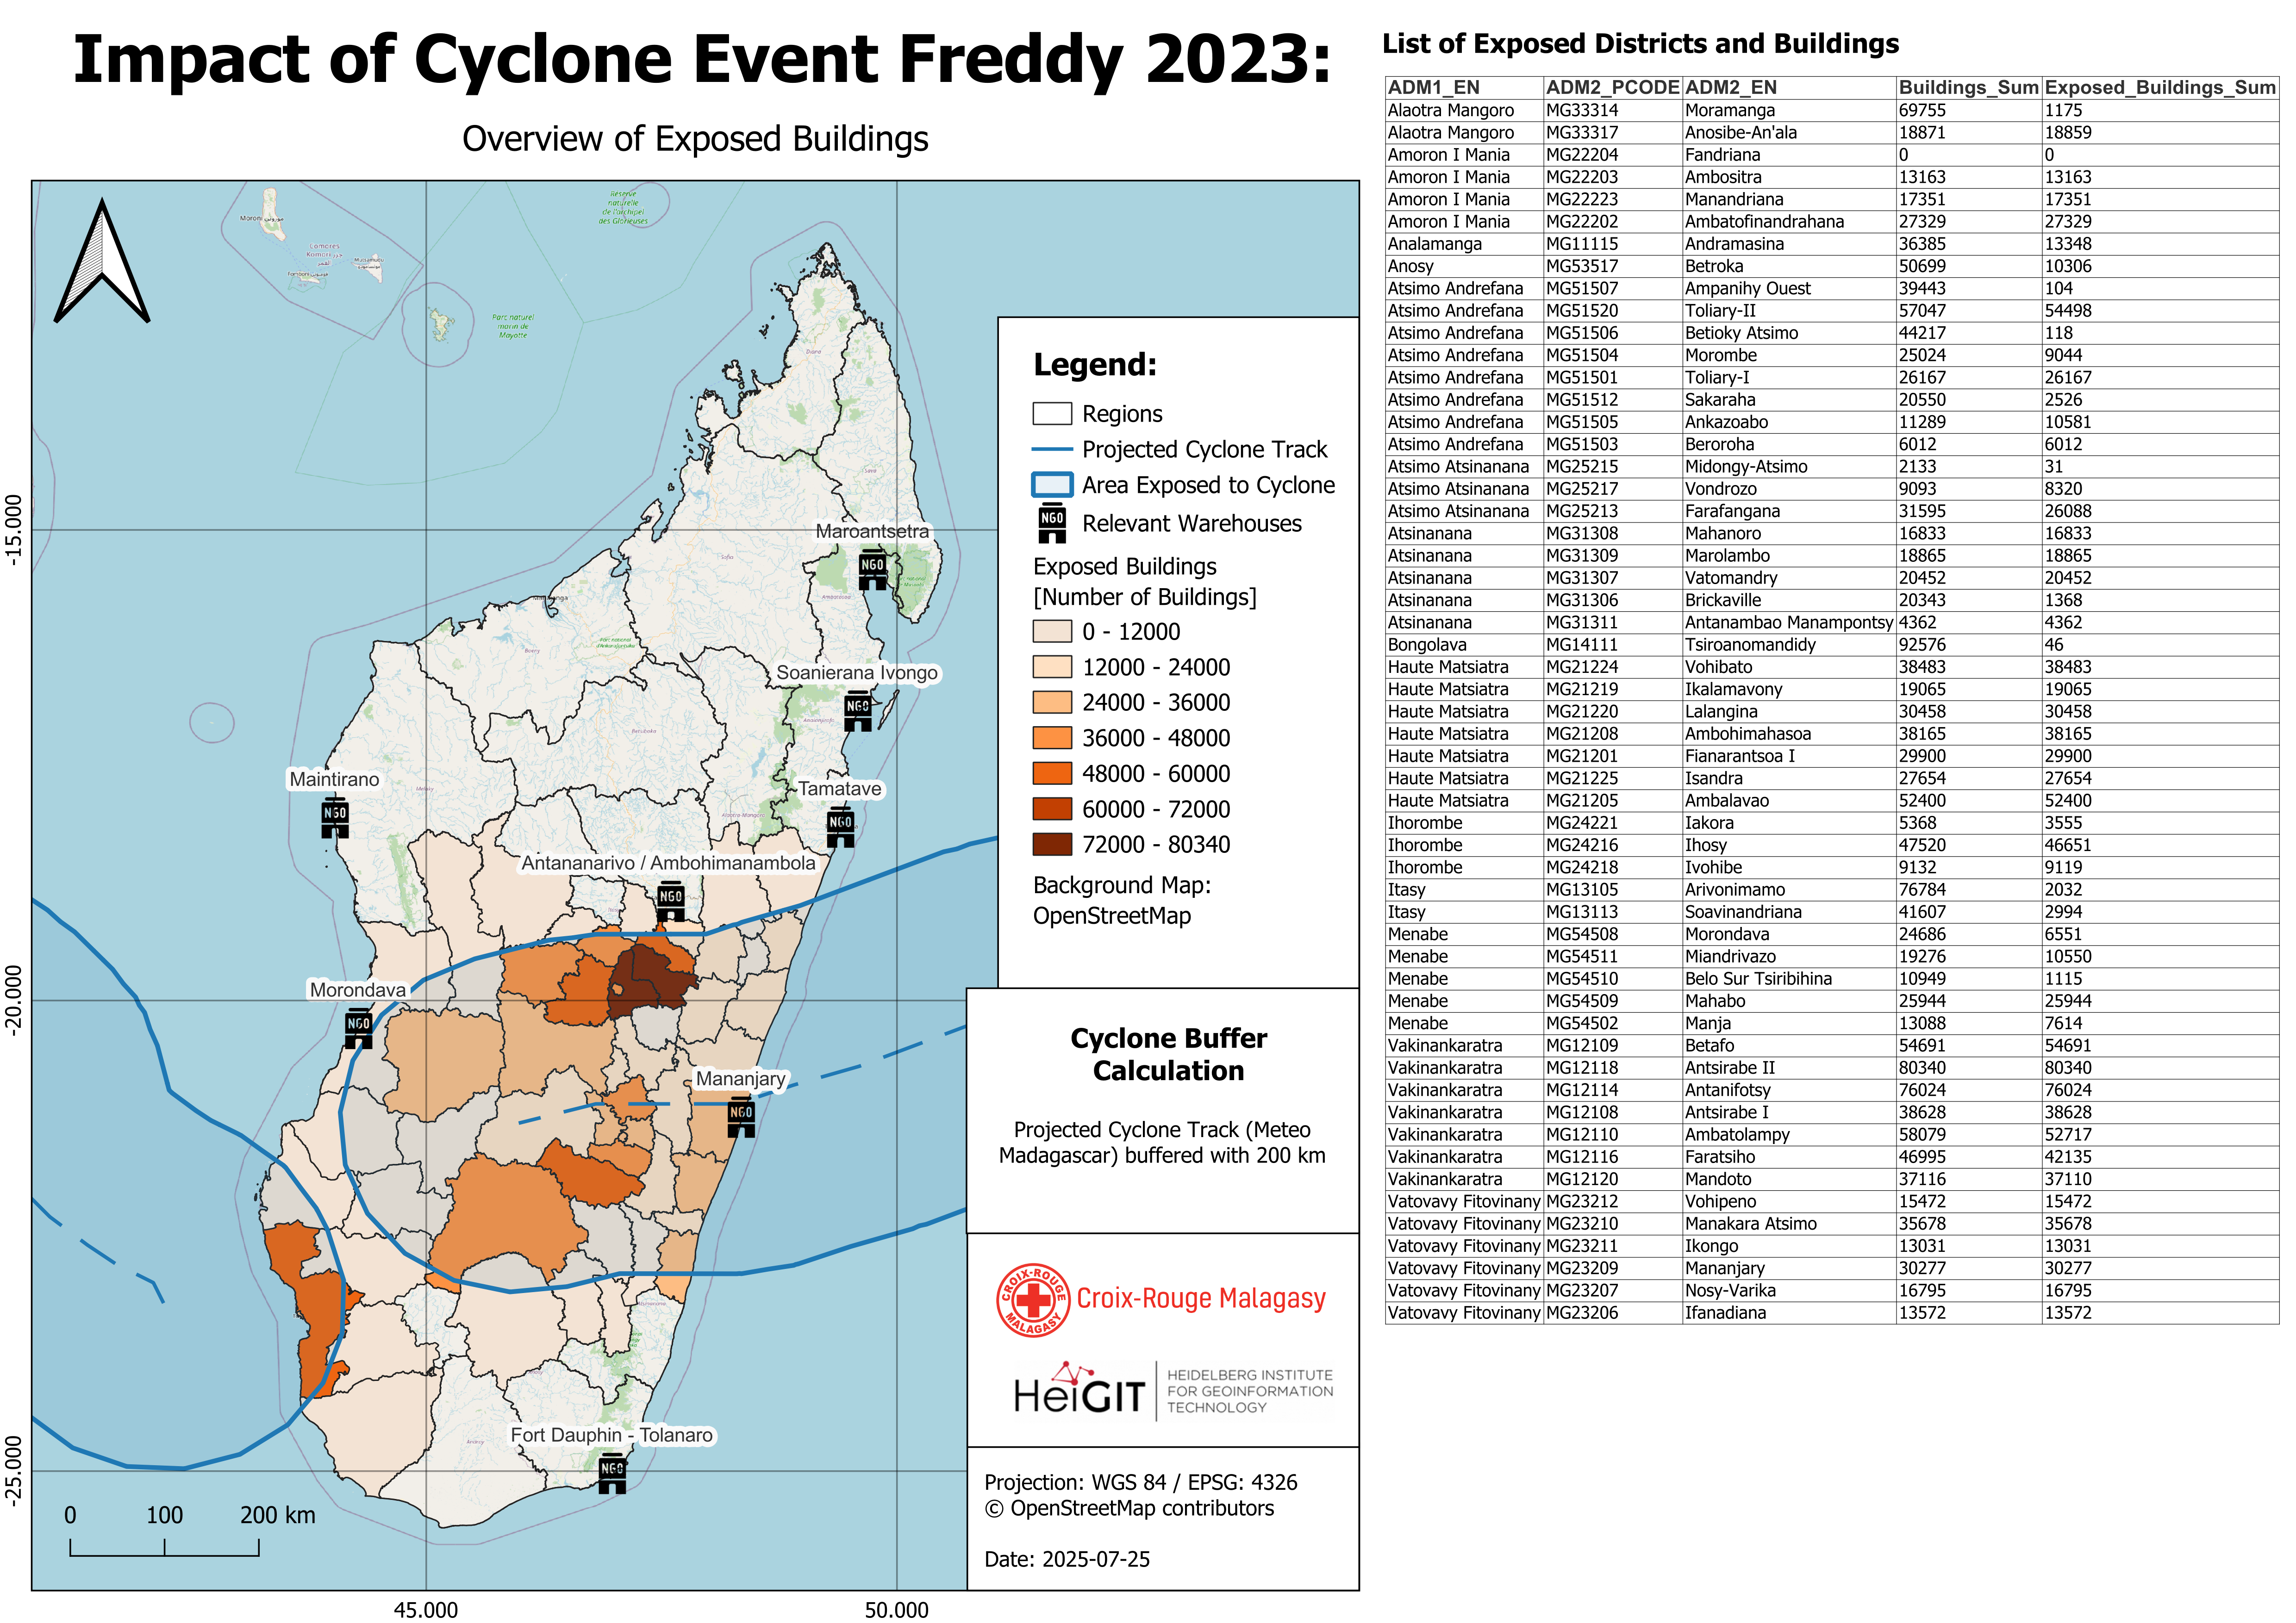 Impact of Cyclone Event Freddy 2023:
Overview of Exposed Buildings
Maroantsetra
Soanierana Ivongo
Maintirano
Tamatave
Antananarivo / Ambohimanambola
Morondava
Mananjary
Fort Dauphin - Tolanaro
NGO
NGO
NGO
NGO
NGO
NGO
NGO
NGO
Reserve
naturelle
de l'archipel
des Glorieuses
Parc naturel
marin de
Mayotte
-15.000
-20.000
-25.000
45.000
50.000
0 100 200 km
Legend:
Regions
Projected Cyclone Track
Area Exposed to Cyclone
NGO
Relevant Warehouses
Exposed Buildings
[Number of Buildings]
0 - 12000
12000 - 24000
24000 - 36000
36000 - 48000
48000 - 60000
60000 - 72000
72000 - 80340
Background Map:
OpenStreetMap
Cyclone Buffer
Calculation
Projected Cyclone Track (Meteo
Madagascar) buffered with 200 km
CROIX-ROUGE
MALAGASY
Croix-Rouge Malagasy
HeiGIT
HEIDELBERG INSTITUTE
FOR GEOINFORMATION
TECHNOLOGY
Projection: WGS 84 / EPSG: 4326
© OpenStreetMap contributors
Date: 2025-07-25
List of Exposed Districts and Buildings
ADM1_EN ADM2_PCODE ADM2_EN Buildings_Sum Exposed_Buildings_Sum
Alaotra Mangoro MG33314 Moramanga 69755 1175
Alaotra Mangoro MG33317 Anosibe-An'ala 18871 18859
Amoron I Mania MG22204 Fandriana 0 0
Amoron I Mania MG22203 Ambositra 13163 13163
Amoron I Mania MG22223 Manandriana 17351 17351
Amoron I Mania MG22202 Ambatofinandrahana 27329 27329
Analamanga MG11115 Andramasina 36385 13348
Anosy MG53517 Betroka 50699 10306
Atsimo Andrefana MG51507 Ampanihy Ouest 39443 104
Atsimo Andrefana MG51520 Toliary-II 57047 54498
Atsimo Andrefana MG51506 Betioky Atsimo 44217 118
Atsimo Andrefana MG51504 Morombe 25024 9044
Atsimo Andrefana MG51501 Toliary-I 26167 26167
Atsimo Andrefana MG51512 Sakaraha 20550 2526
Atsimo Andrefana MG51505 Ankazoabo 11289 10581
Atsimo Andrefana MG51503 Beroroha 6012 6012
Atsimo Atsinanana MG25215 Midongy-Atsimo 2133 31
Atsimo Atsinanana MG25217 Vondrozo 9093 8320
Atsimo Atsinanana MG25213 Farafangana 31595 26088
Atsinanana MG31308 Mahanoro 16833 16833
Atsinanana MG31309 Marolambo 18865 18865
Atsinanana MG31307 Vatomandry 20452 20452
Atsinanana MG31306 Brickaville 20343 1368
Atsinanana MG31311 Antanambao Manampontsy 4362 4362
Bongolava MG14111 Tsiroanomandidy 92576 46
Haute Matsiatra MG21224 Vohibato 38483 38483
Haute Matsiatra MG21219 Ikalamavony 19065 19065
Haute Matsiatra MG21220 Lalangina 30458 30458
Haute Matsiatra MG21208 Ambohimahasoa 38165 38165
Haute Matsiatra MG21201 Fianarantsoa I 29900 29900
Haute Matsiatra MG21225 Isandra 27654 27654
Haute Matsiatra MG21205 Ambalavao 52400 52400
Ihorombe MG24221 Iakora 5368 3555
Ihorombe MG24216 Ihosy 47520 46651
Ihorombe MG24218 Ivohibe 9132 9119
Itasy MG13105 Arivonimamo 76784 2032
Itasy MG13113 Soavinandriana 41607 2994
Menabe MG54508 Morondava 24686 6551
Menabe MG54511 Miandrivazo 19276 10550
Menabe MG54510 Belo Sur Tsiribihina 10949 1115
Menabe MG54509 Mahabo 25944 25944
Menabe MG54502 Manja 13088 7614
Vakinankaratra MG12109 Betafo 54691 54691
Vakinankaratra MG12118 Antsirabe II 80340 80340
Vakinankaratra MG12114 Antanifotsy 76024 76024
Vakinankaratra MG12108 Antsirabe I 38628 38628
Vakinankaratra MG12110 Ambatolampy 58079 52717
Vakinankaratra MG12116 Faratsiho 46995 42135
Vakinankaratra MG12120 Mandoto 37116 37110
Vatovavy Fitovinany MG23212 Vohipeno 15472 15472
Vatovavy Fitovinany MG23210 Manakara Atsimo 35678 35678
Vatovavy Fitovinany MG23211 Ikongo 13031 13031
Vatovavy Fitovinany MG23209 Mananjary 30277 30277
Vatovavy Fitovinany MG23207 Nosy-Varika 16795 16795
Vatovavy Fitovinany MG23206 Ifanadiana 13572 13572